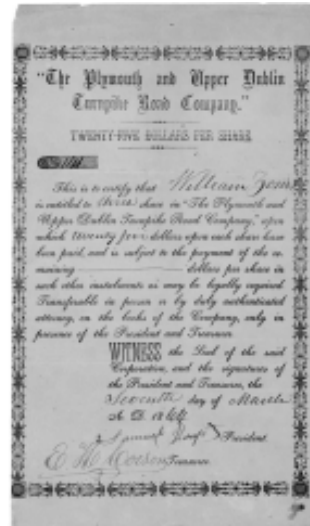 "The Plymouth and Upper Dublin
Turnpike Road Company."
TWENTY-FIVE DOLLARS PER SHARE
This is to certify that William
is entitled to share in "The Plymouth and
Upper Dublin Turnpike Road Company," upon
which twenty five dollars upon each share have
been paid, and is subject to the payment of the re-
maining dollars per share in
such other instalments as may be legally required
Transferable in person or by duly authenticated
attorney, on the books of the Company, only in
presence of the President and Treasurer.
WITNESS the Seal of the said
Corporation, and the signatures of
the President and Treasurer, the
Seventh day of March
A. D.
Samuel President
E. H. Treasurer